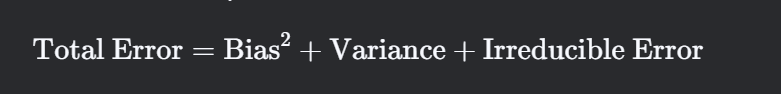 Total Error = Bias² + Variance + Irreducible Error